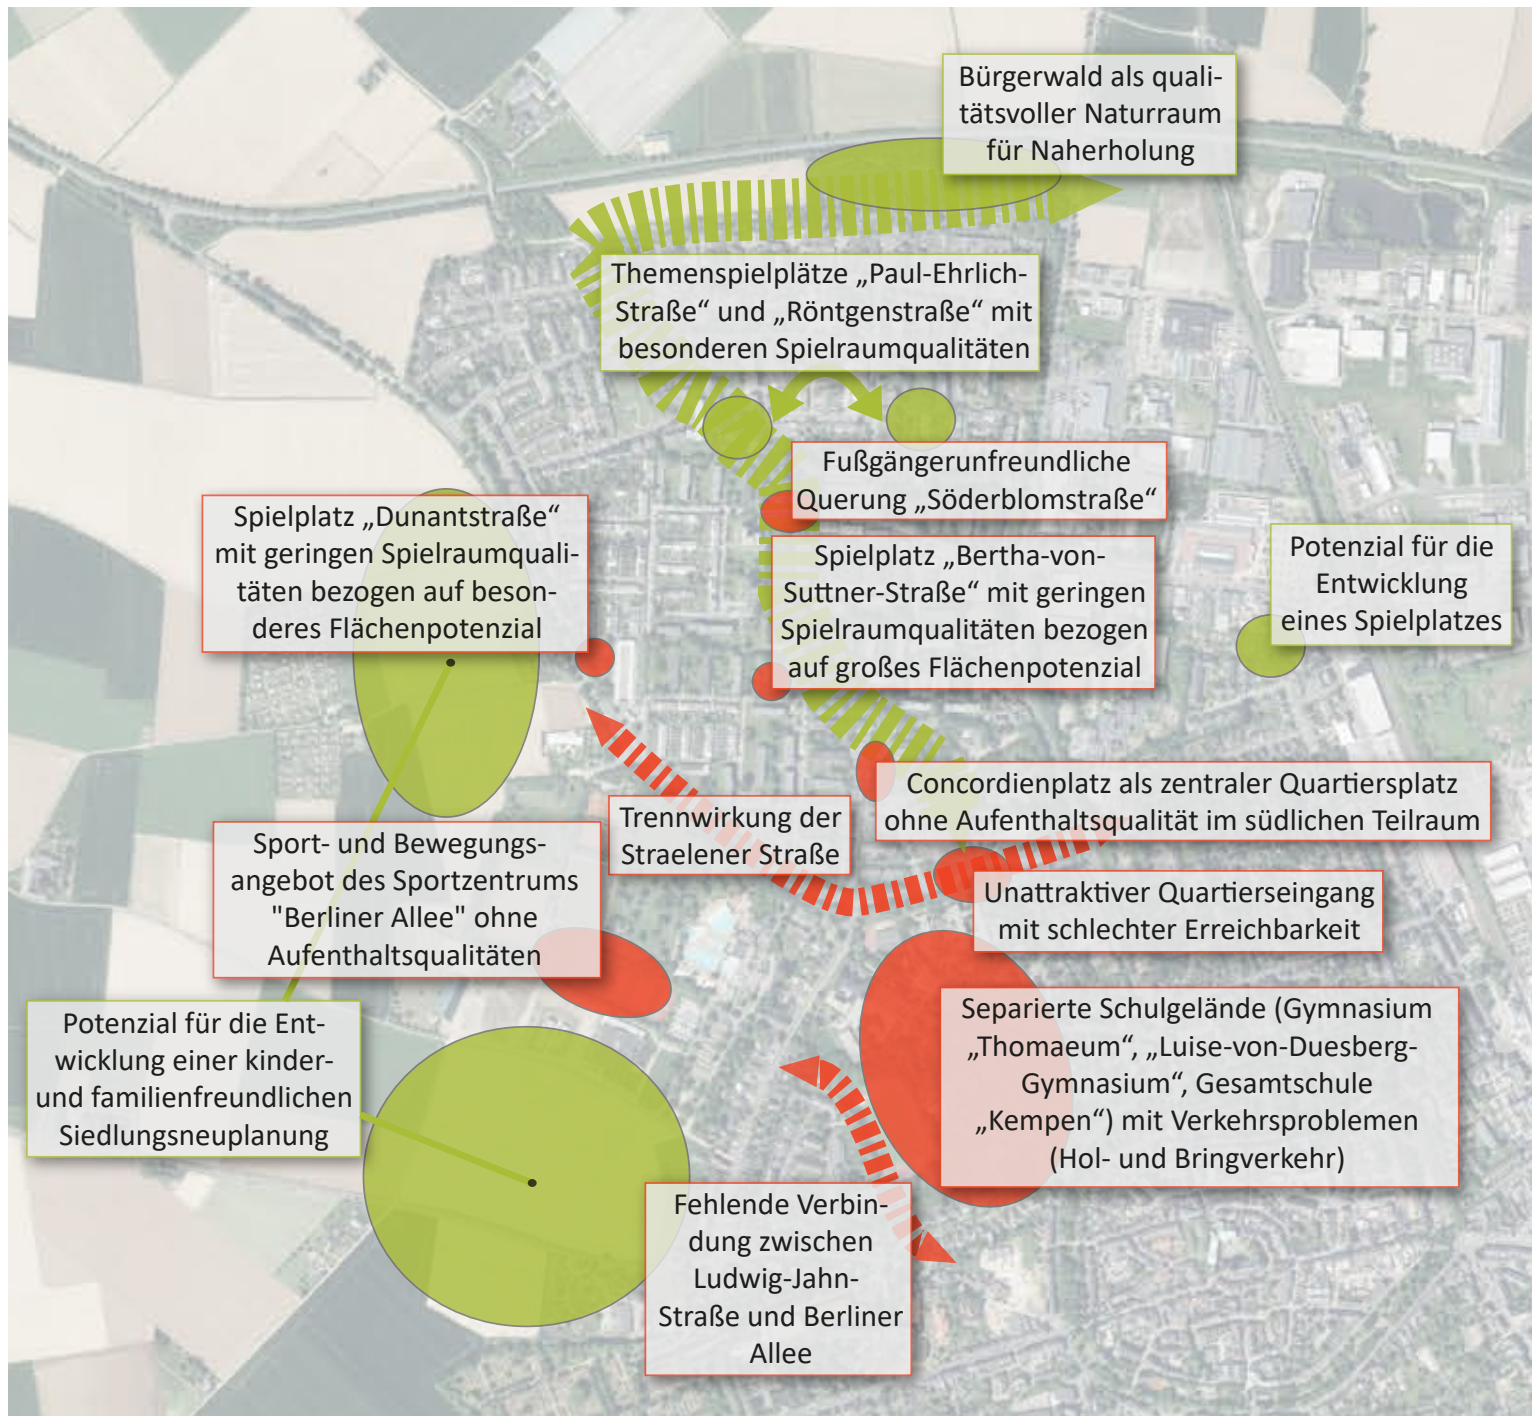 Bürgerwald als quali-
tätsvoller Naturraum
für Naherholung
Themenspielplätze „Paul-Ehrlich-
Straße“ und „Röntgenstraße“ mit
besonderen Spielraumqualitäten
Fußgängerunfreundliche
Querung „Söderblomstraße“
Spielplatz „Dunantstraße“
mit geringen Spielraumquali-
täten bezogen auf beson-
deres Flächenpotenzial
Spielplatz „Bertha-von-
Suttner-Straße“ mit geringen
Spielraumqualitäten bezogen
auf großes Flächenpotenzial
Potenzial für die
Entwicklung
eines Spielplatzes
Concordienplatz als zentraler Quartiersplatz
ohne Aufenthaltsqualität im südlichen Teilraum
Trennwirkung der
Straelener Straße
Sport- und Bewegungs-
angebot des Sportzentrums
"Berliner Allee" ohne
Aufenthaltsqualitäten
Unattraktiver Quartierseingang
mit schlechter Erreichbarkeit
Separierte Schulgelände (Gymnasium
„Thomaeum“, „Luise-von-Duesberg-
Gymnasium“, Gesamtschule
„Kempen“) mit Verkehrsproblemen
(Hol- und Bringverkehr)
Potenzial für die Ent-
wicklung einer kinder-
und familienfreundlichen
Siedlungsneuplanung
Fehlende Verbin-
dung zwischen
Ludwig-Jahn-
Straße und Berliner
Allee